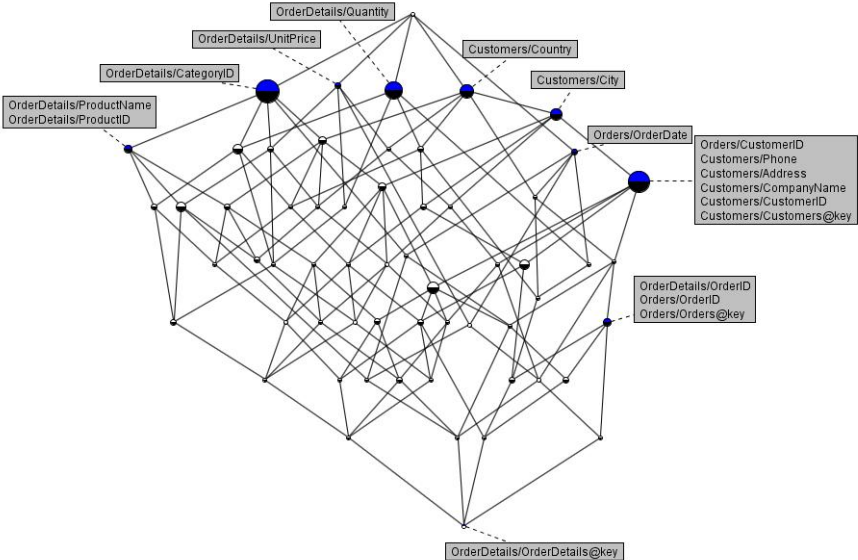 OrderDetails/Quantity
OrderDetails/UnitPrice
Customers/Country
OrderDetails/CategoryID
Customers/City
OrderDetails/ProductName
OrderDetails/ProductID
Orders/OrderDate
Orders/CustomerID
Customers/Phone
Customers/Address
Customers/CompanyName
Customers/CustomerID
Customers/Customers@key
OrderDetails/OrderID
Orders/OrderID
Orders/Orders@key
OrderDetails/OrderDetails@key